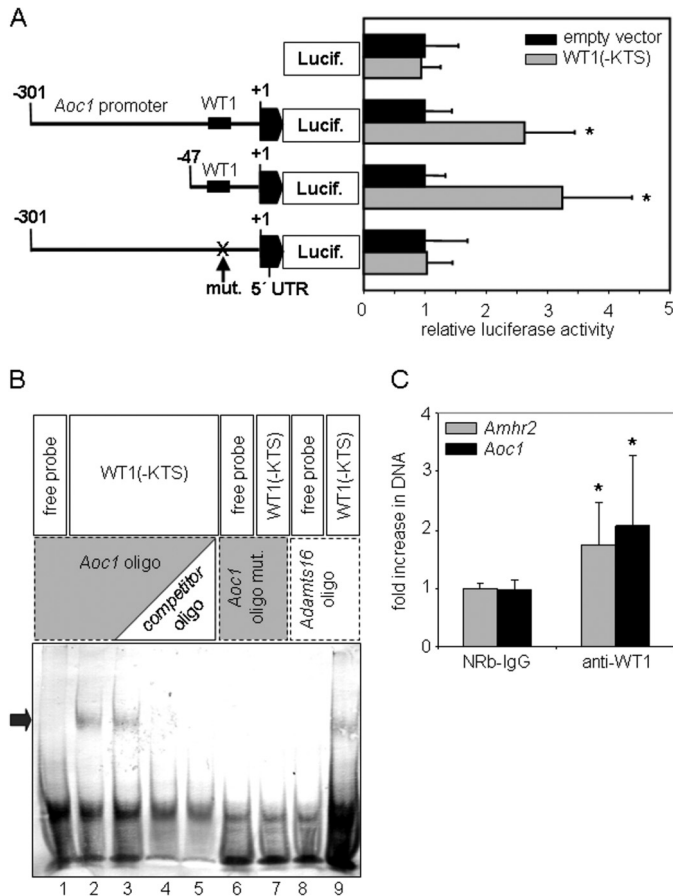 A
empty vector
WT1(-KTS)
Lucif.
-301
Aoc1 promoter
WT1
+1
Lucif.
*
-47
WT1
+1
Lucif.
*
-301
+1
X
Lucif.
mut.
5´ UTR
0 1 2 3 4 5
relative luciferase activity
B
free probe
WT1(-KTS)
free probe
WT1(-KTS)
free probe
WT1(-KTS)
Aoc1 oligo
competitor
oligo
Aoc1
oligo mut.
Adamts16
oligo
1 2 3 4 5 6 7 8 9
C
fold increase in DNA
4
3
2
1
0
Amhr2
Aoc1
*
*
NRb-IgG
anti-WT1